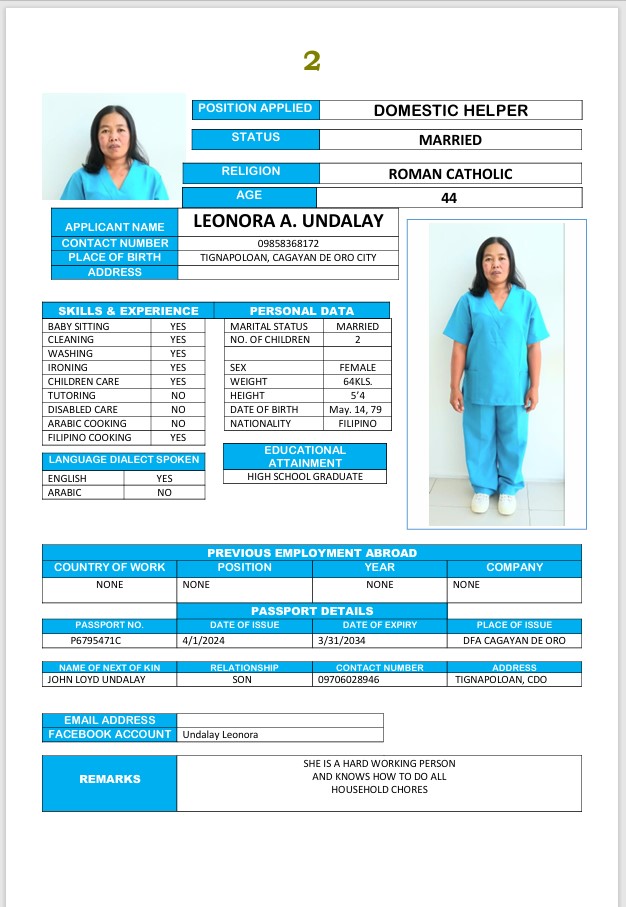 2
POSITION APPLIED DOMESTIC HELPER
STATUS MARRIED
RELIGION ROMAN CATHOLIC
AGE 44
APPLICANT NAME LEONORA A. UNDALAY
CONTACT NUMBER 09858368172
PLACE OF BIRTH TIGNAPOLOAN, CAGAYAN DE ORO CITY
ADDRESS
SKILLS & EXPERIENCE PERSONAL DATA
BABY SITTING YES MARITAL STATUS MARRIED
CLEANING YES NO. OF CHILDREN 2
WASHING YES
IRONING YES SEX FEMALE
CHILDREN CARE YES WEIGHT 64KLS.
TUTORING NO HEIGHT 5'4
DISABLED CARE NO DATE OF BIRTH May. 14, 79
ARABIC COOKING NO NATIONALITY FILIPINO
FILIPINO COOKING YES
LANGUAGE DIALECT SPOKEN
ENGLISH YES
ARABIC NO
EDUCATIONAL
ATTAINMENT
HIGH SCHOOL GRADUATE
PREVIOUS EMPLOYMENT ABROAD
COUNTRY OF WORK POSITION YEAR COMPANY
NONE NONE NONE NONE
PASSPORT DETAILS
PASSPORT NO. DATE OF ISSUE DATE OF EXPIRY PLACE OF ISSUE
P6795471C 4/1/2024 3/31/2034 DFA CAGAYAN DE ORO
NAME OF NEXT OF KIN RELATIONSHIP CONTACT NUMBER ADDRESS
JOHN LOYD UNDALAY SON 09706028946 TIGNAPOLOAN, CDO
EMAIL ADDRESS
FACEBOOK ACCOUNT Undalay Leonora
REMARKS
SHE IS A HARD WORKING PERSON
AND KNOWS HOW TO DO ALL
HOUSEHOLD CHORES